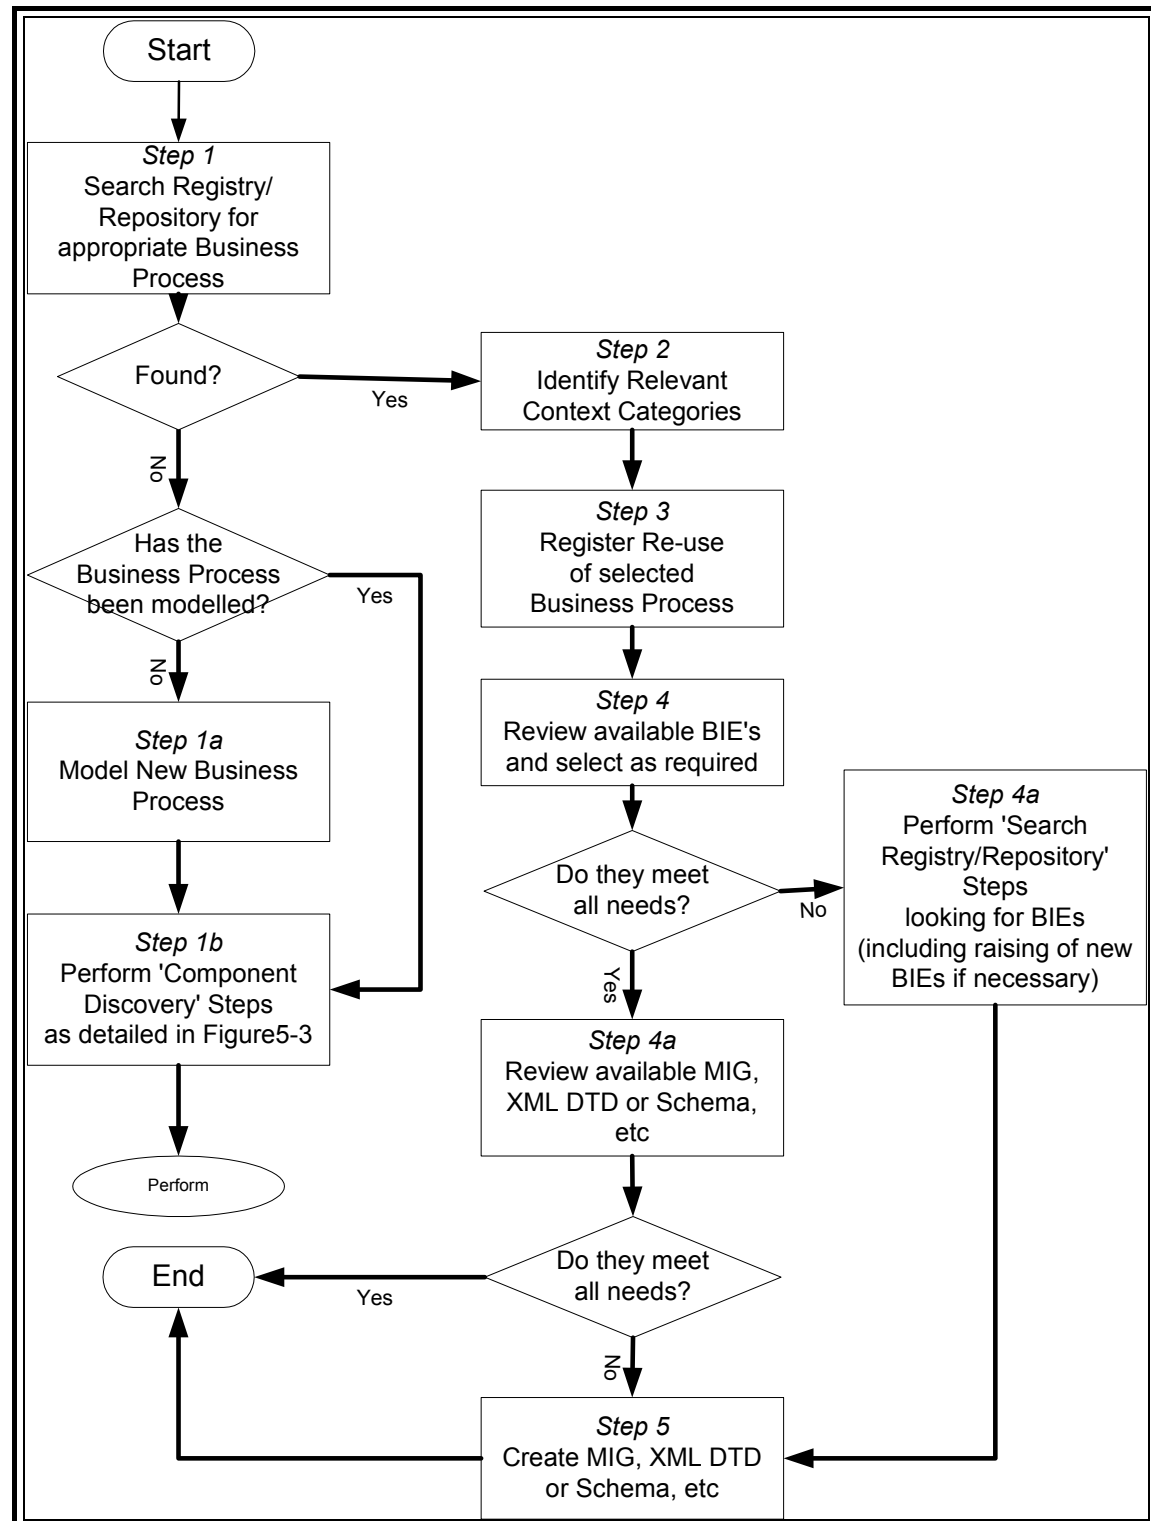 Start
Step 1
Search Registry/
Repository for
appropriate Business
Process
Found?
Yes
No
Step 2
Identify Relevant
Context Categories
Step 3
Register Re-use
of selected
Business Process
Has the
Business Process
been modelled?
Yes
No
Step 1a
Model New Business
Process
Step 1b
Perform 'Component
Discovery' Steps
as detailed in Figure5-3
Perform
Step 4
Review available BIE's
and select as required
Do they meet
all needs?
No
Yes
Step 4a
Perform 'Search
Registry/Repository'
Steps
looking for BIEs
(including raising of new
BIEs if necessary)
Step 4a
Review available MIG,
XML DTD or Schema,
etc
Do they meet
all needs?
Yes
No
End
Step 5
Create MIG, XML DTD
or Schema, etc